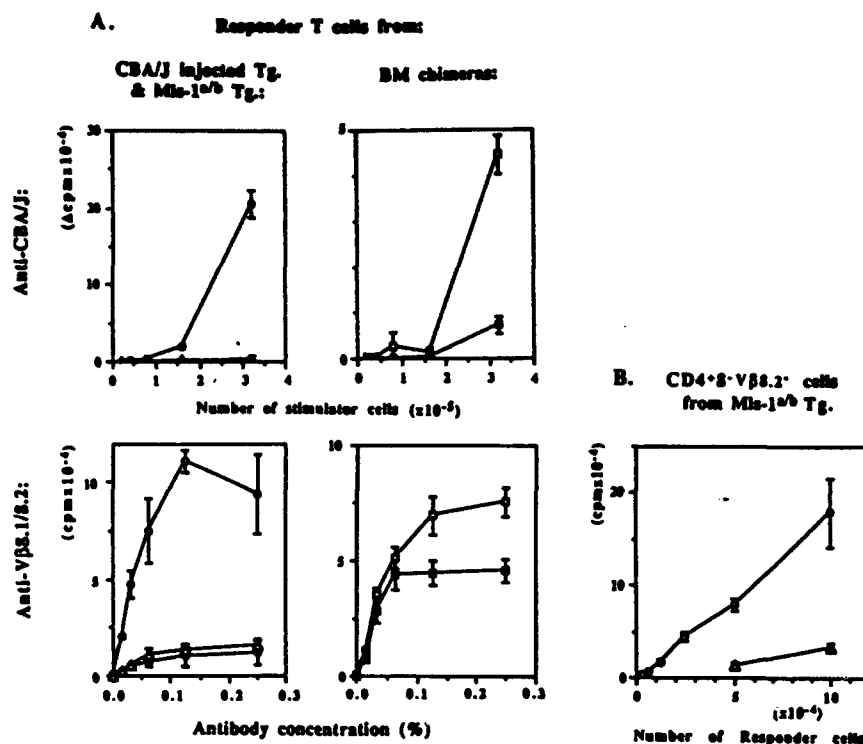 A. Responder T cells from:
CBA/J injected Tg.
& Mls-1a/b Tg.:
BM chimeras:
Anti-CBA/J:
(Δcpmx10-4)
30
20
10
0
0 1 2 3 4
5
0
0 1 2 3 4
Number of stimulator cells (x10-5)
Anti-Vβ8.1/8.2:
(cpmx10-4)
10
5
0
0.0 0.1 0.2 0.3
10
5
0
0.0 0.1 0.2 0.3
Antibody concentration (%)
B. CD4+8-Vβ8.2+ cells
from Mls-1a/b Tg.
(cpmx10-4)
20
10
0
0 5 10
(x10-4)
Number of Responder cells